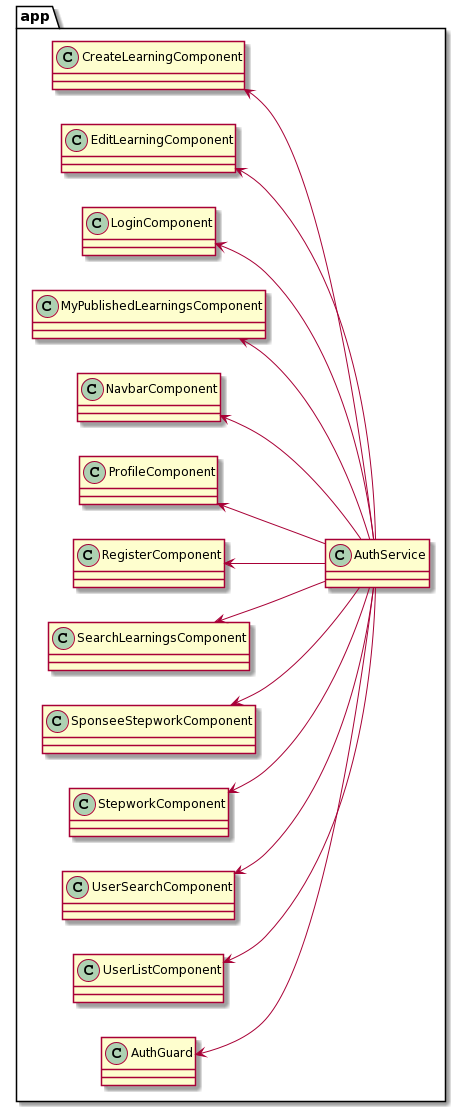 app
C CreateLearningComponent
C EditLearningComponent
C LoginComponent
C MyPublishedLearningsComponent
C NavbarComponent
C ProfileComponent
C RegisterComponent
C AuthService
C SearchLearningsComponent
C SponseeStepworkComponent
C StepworkComponent
C UserSearchComponent
C UserListComponent
C AuthGuard